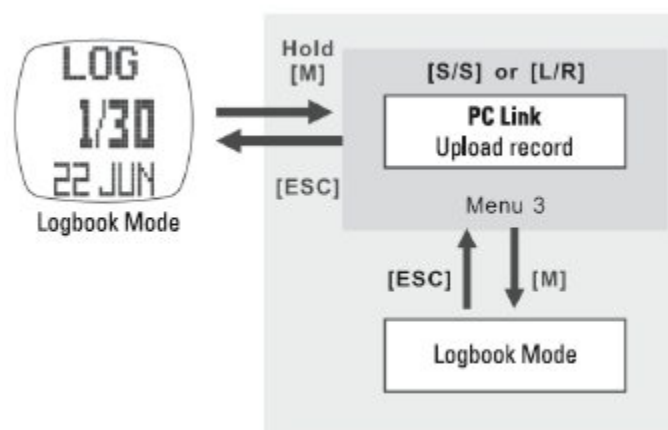 LOG
1/30
22 JUN
Logbook Mode
Hold
[M]
[ESC]
[S/S] or [L/R]
PC Link
Upload record
Menu 3
[ESC]
[M]
Logbook Mode